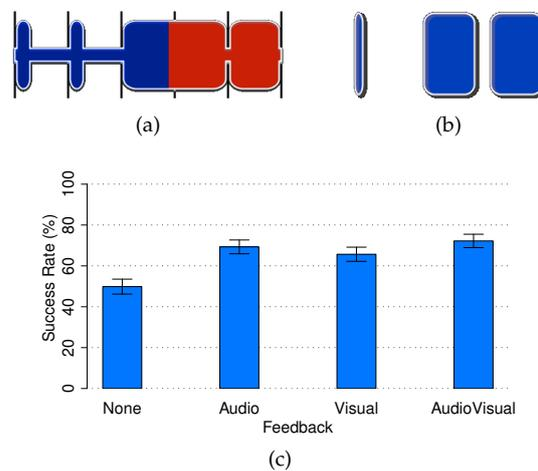 (a)
(b)
Success Rate (%)
100
80
60
40
20
0
None Audio Visual AudioVisual
Feedback
(c)